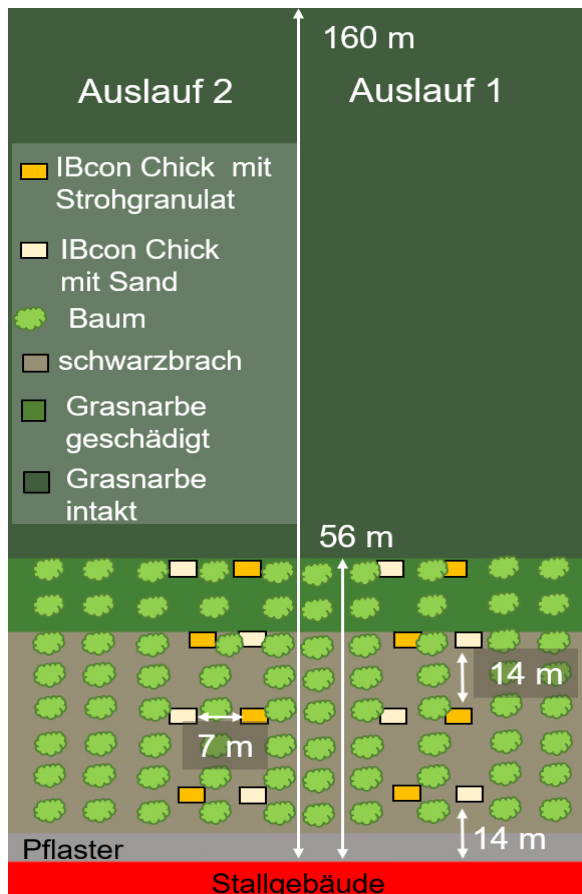 160 m
Auslauf 2
Auslauf 1
IBcon Chick mit
Strohgranulat
IBcon Chick
mit Sand
Baum
schwarzbrach
Grasnarbe
geschädigt
Grasnarbe
intakt
56 m
14 m
7 m
14 m
Pflaster
Stallgebäude